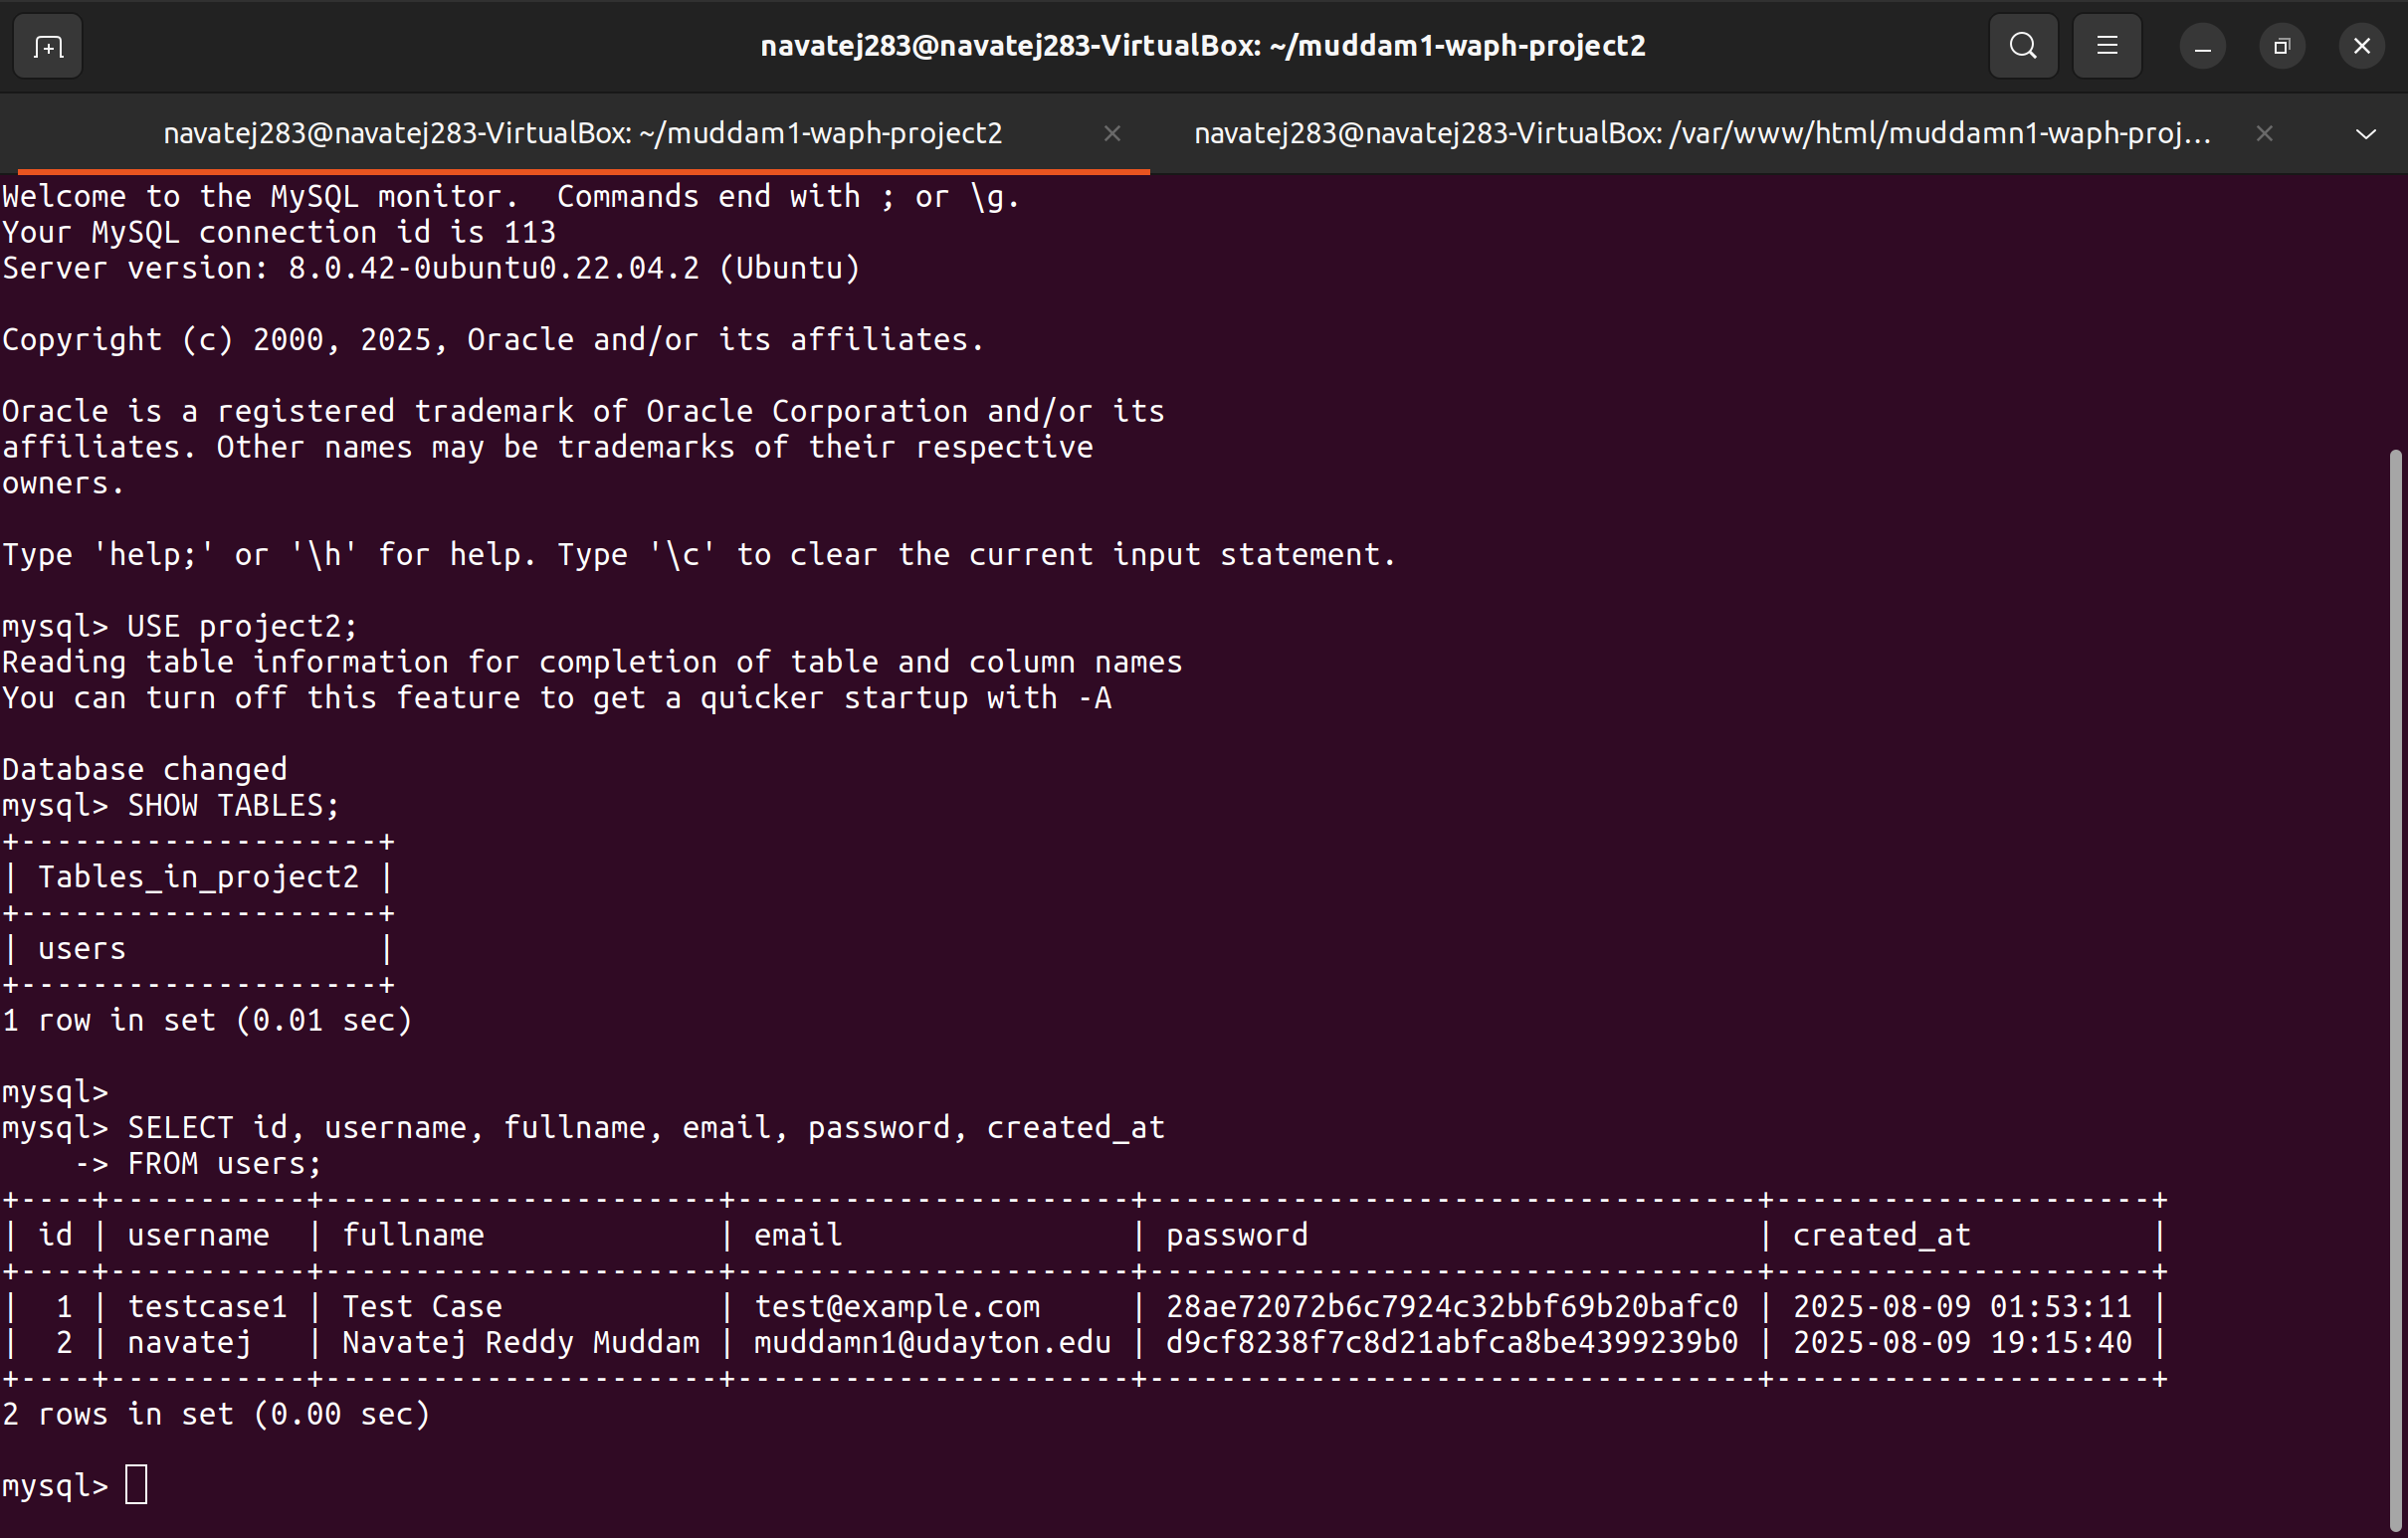 navatej283@navatej283-VirtualBox: ~/muddam1-waph-project2
navatej283@navatej283-VirtualBox: ~/muddam1-waph-project2
navatej283@navatej283-VirtualBox: /var/www/html/muddamn1-waph-proj...
Welcome to the MySQL monitor.  Commands end with ; or \g.
Your MySQL connection id is 113
Server version: 8.0.42-0ubuntu0.22.04.2 (Ubuntu)

Copyright (c) 2000, 2025, Oracle and/or its affiliates.

Oracle is a registered trademark of Oracle Corporation and/or its
affiliates. Other names may be trademarks of their respective
owners.

Type 'help;' or '\h' for help. Type '\c' to clear the current input statement.

mysql> USE project2;
Reading table information for completion of table and column names
You can turn off this feature to get a quicker startup with -A

Database changed
mysql> SHOW TABLES;
+--------------------+
| Tables_in_project2 |
+--------------------+
| users              |
+--------------------+
1 row in set (0.01 sec)

mysql>
mysql> SELECT id, username, fullname, email, password, created_at
    -> FROM users;
+----+-----------+----------------------+----------------------+----------------------------------+---------------------+
| id | username  | fullname             | email                | password                         | created_at          |
+----+-----------+----------------------+----------------------+----------------------------------+---------------------+
|  1 | testcase1 | Test Case            | test@example.com     | 28ae72072b6c7924c32bbf69b20bafc0 | 2025-08-09 01:53:11 |
|  2 | navatej   | Navatej Reddy Muddam | muddamn1@udayton.edu | d9cf8238f7c8d21abfca8be4399239b0 | 2025-08-09 19:15:40 |
+----+-----------+----------------------+----------------------+----------------------------------+---------------------+
2 rows in set (0.00 sec)

mysql>